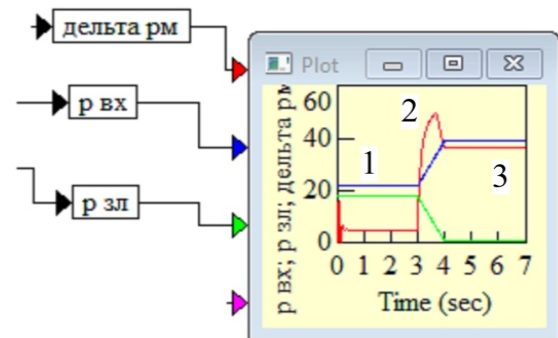 дельта рм
р вх
р зл
Plot
р вх; р зл; дельта рм
60
40
20
0
1
2
3
0 1 2 3 4 5 6 7
Time (sec)